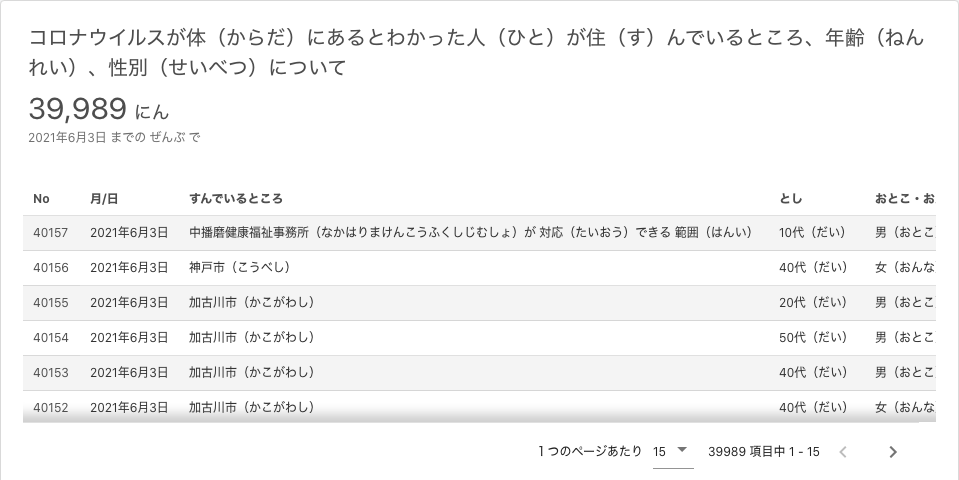 コロナウイルスが体（からだ）にあるとわかった人（ひと）が住（す）んでいるところ、年齢（ねん
れい）、性別（せいべつ）について
39,989 にん
2021年6月3日 までの ぜんぶ で
No 月/日 すんでいるところ とし おとこ・お
40157 2021年6月3日 中播磨健康福祉事務所（なかはりまけんこうふくしじむしょ）が 対応（たいおう）できる 範囲（はんい） 10代（だい） 男（おとこ
40156 2021年6月3日 神戸市（こうべし） 40代（だい） 女（おんな
40155 2021年6月3日 加古川市（かこがわし） 20代（だい） 男（おとこ
40154 2021年6月3日 加古川市（かこがわし） 50代（だい） 男（おとこ
40153 2021年6月3日 加古川市（かこがわし） 40代（だい） 男（おとこ
40152 2021年6月3日 加古川市（かこがわし） 40代（だい） 女（おんな
1 つのページあたり 15 39989 項目中 1 - 15